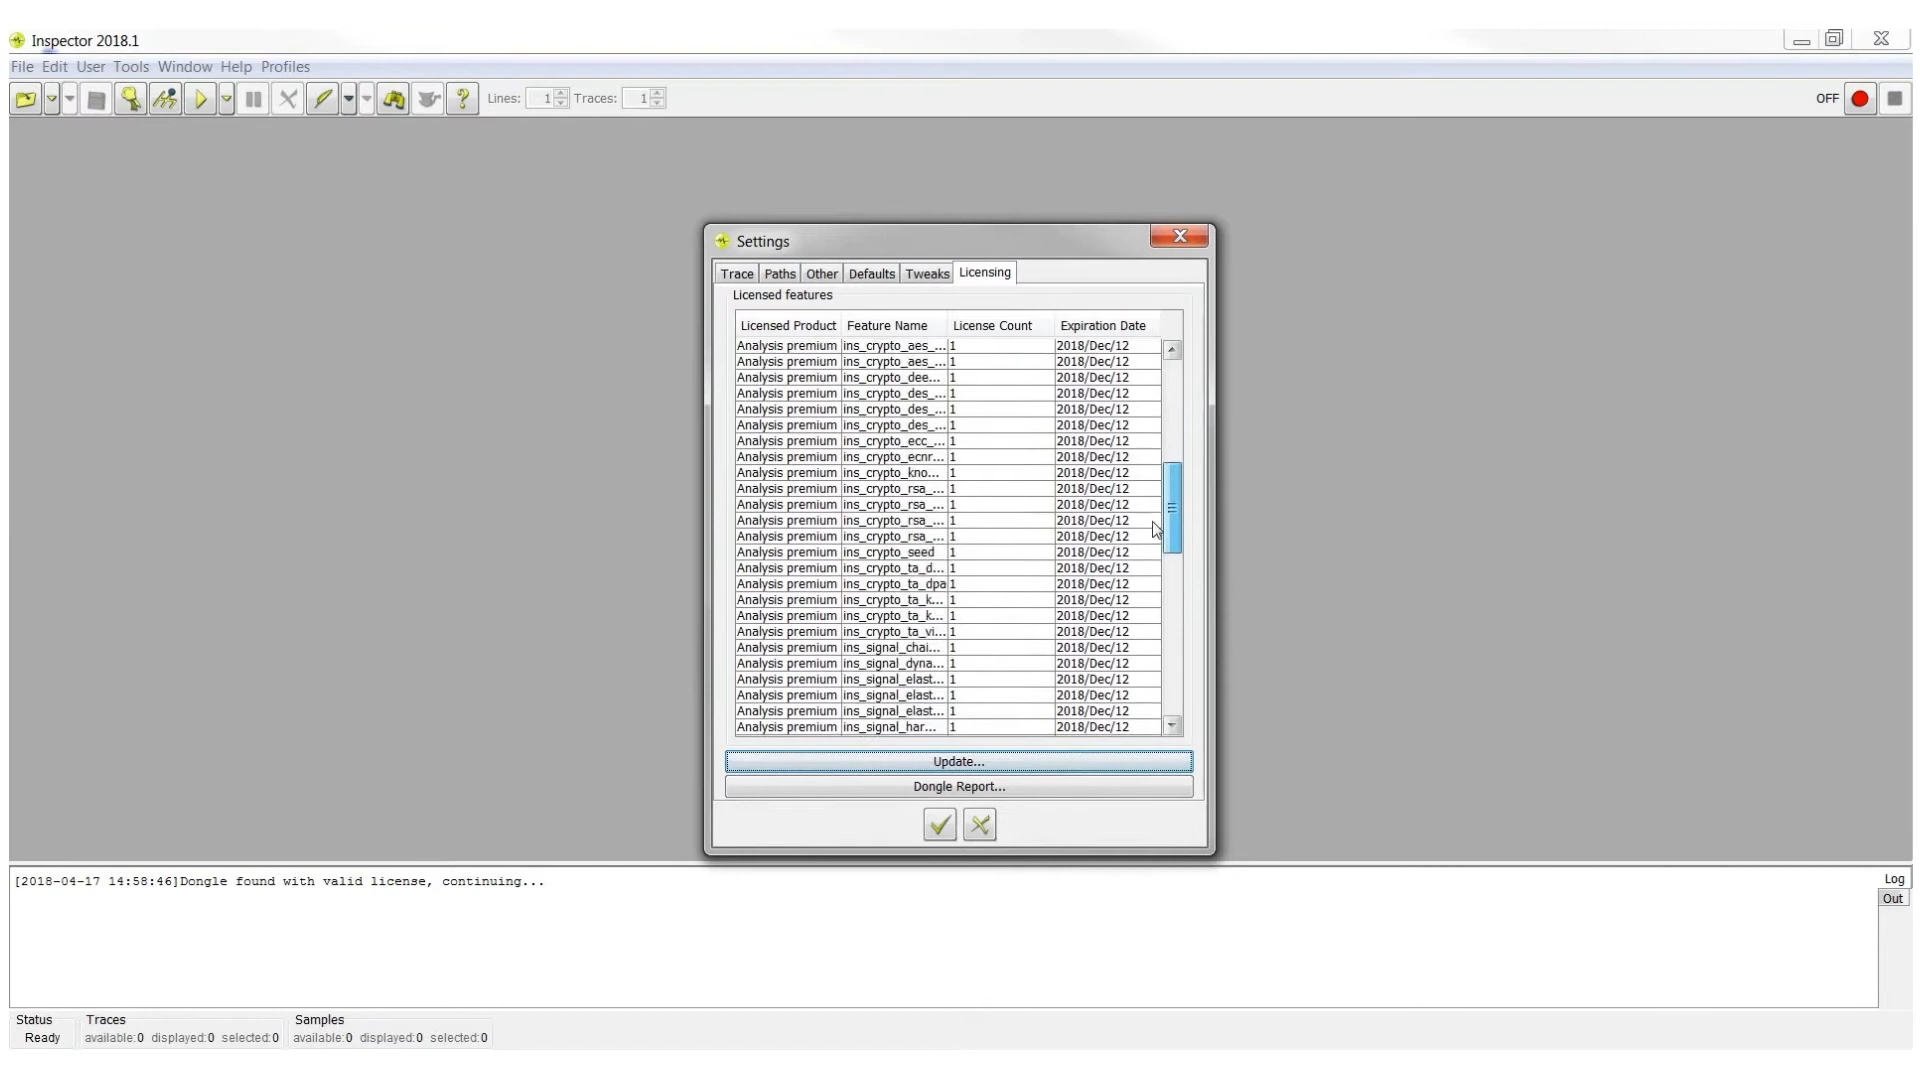 Inspector 2018.1
File Edit User Tools Window Help Profiles
Lines: 1 Traces: 1 OFF
Settings
Trace Paths Other Defaults Tweaks Licensing
Licensed features
Licensed Product Feature Name License Count Expiration Date
Analysis premium ins_crypto_aes_... 1 2018/Dec/12
Analysis premium ins_crypto_aes_... 1 2018/Dec/12
Analysis premium ins_crypto_dee... 1 2018/Dec/12
Analysis premium ins_crypto_des_... 1 2018/Dec/12
Analysis premium ins_crypto_des_... 1 2018/Dec/12
Analysis premium ins_crypto_des_... 1 2018/Dec/12
Analysis premium ins_crypto_ecc_... 1 2018/Dec/12
Analysis premium ins_crypto_ecnr... 1 2018/Dec/12
Analysis premium ins_crypto_kno... 1 2018/Dec/12
Analysis premium ins_crypto_rsa_... 1 2018/Dec/12
Analysis premium ins_crypto_rsa_... 1 2018/Dec/12
Analysis premium ins_crypto_rsa_... 1 2018/Dec/12
Analysis premium ins_crypto_rsa_... 1 2018/Dec/12
Analysis premium ins_crypto_seed 1 2018/Dec/12
Analysis premium ins_crypto_ta_d... 1 2018/Dec/12
Analysis premium ins_crypto_ta_dpa 1 2018/Dec/12
Analysis premium ins_crypto_ta_k... 1 2018/Dec/12
Analysis premium ins_crypto_ta_k... 1 2018/Dec/12
Analysis premium ins_crypto_ta_vi... 1 2018/Dec/12
Analysis premium ins_signal_chai... 1 2018/Dec/12
Analysis premium ins_signal_dyna... 1 2018/Dec/12
Analysis premium ins_signal_elast... 1 2018/Dec/12
Analysis premium ins_signal_elast... 1 2018/Dec/12
Analysis premium ins_signal_elast... 1 2018/Dec/12
Analysis premium ins_signal_har... 1 2018/Dec/12
Update...
Dongle Report...
[2018-04-17 14:58:46]Dongle found with valid license, continuing...
Log
Out
Status Traces Samples
Ready available:0 displayed:0 selected:0 available:0 displayed:0 selected:0